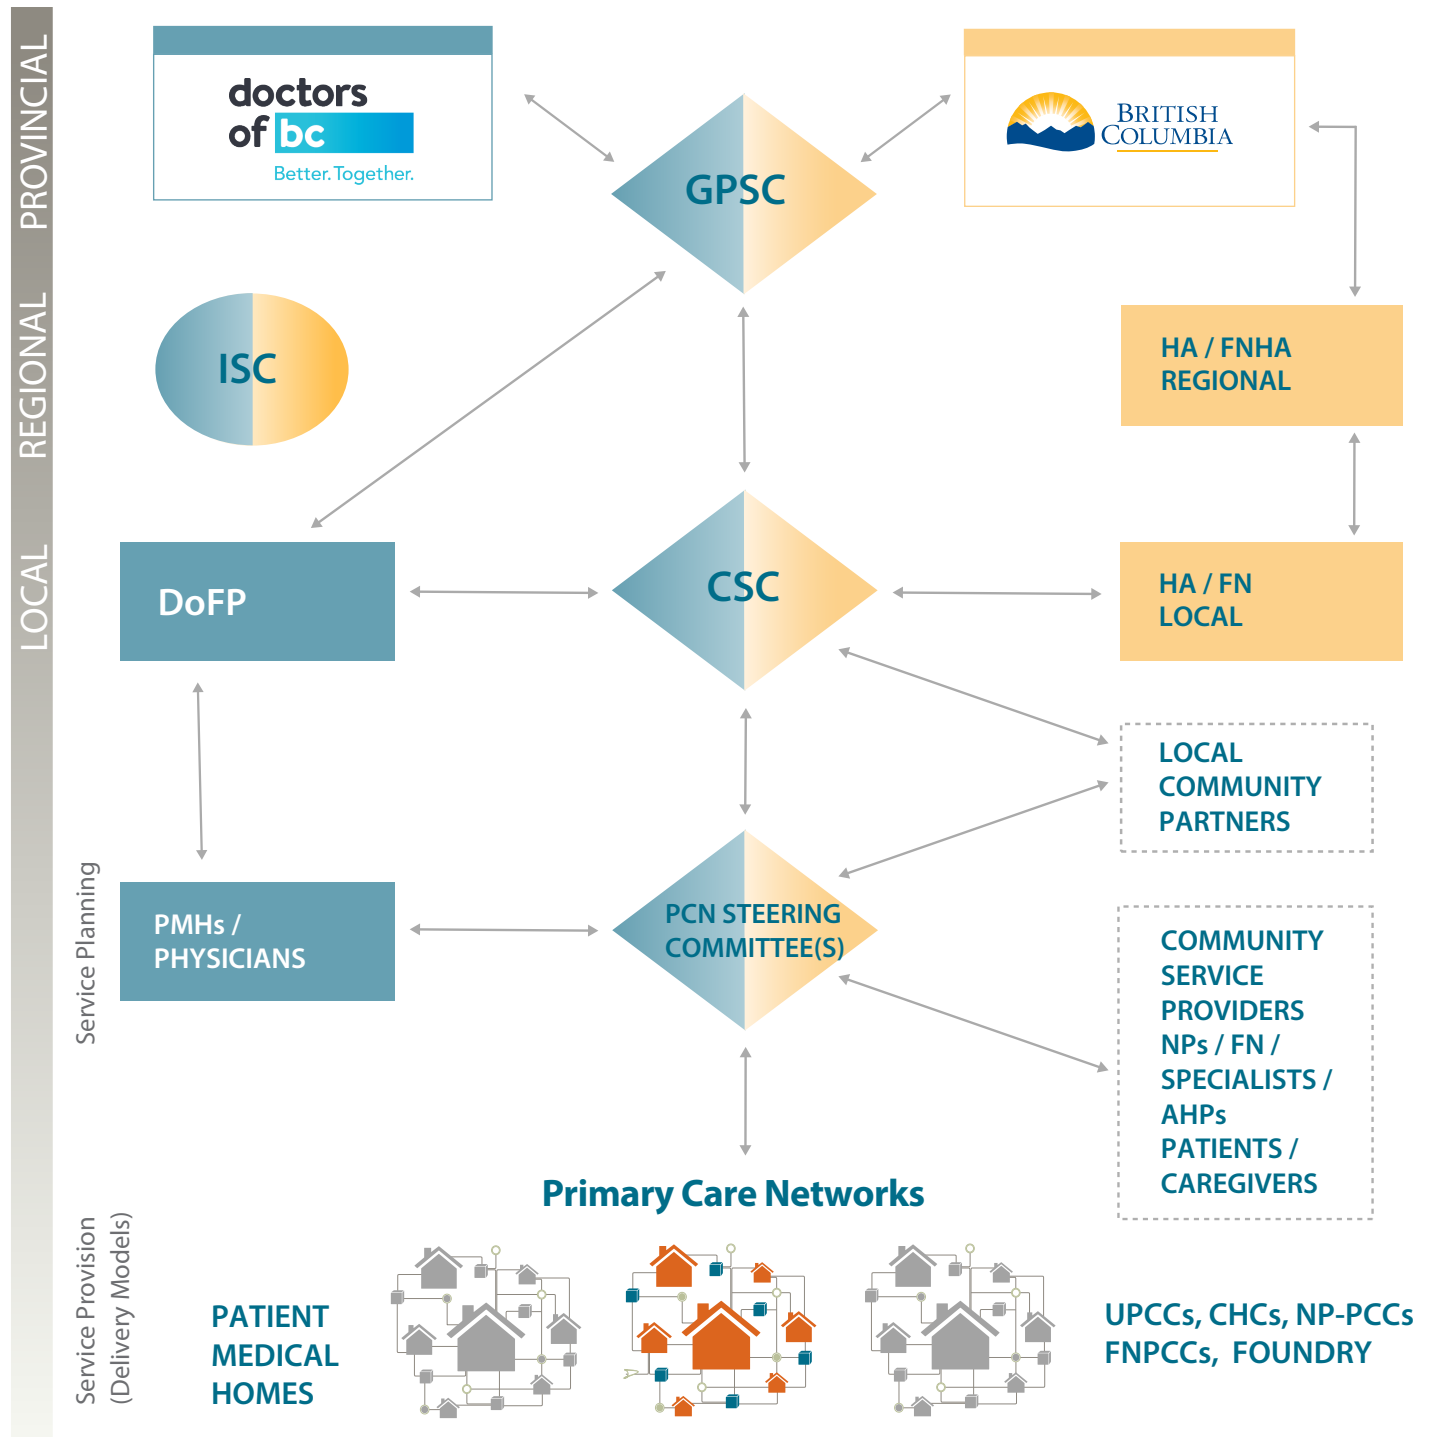 PROVINCIAL
REGIONAL
LOCAL
doctors
of bc
Better. Together.
GPSC
BRITISH
COLUMBIA
ISC
HA / FNHA
REGIONAL
DoFP
CSC
HA / FN
LOCAL
LOCAL
COMMUNITY
PARTNERS
Service Planning
PMHs /
PHYSICIANS
PCN STEERING
COMMITTEE(S)
COMMUNITY
SERVICE
PROVIDERS
NPs / FN /
SPECIALISTS /
AHPs
PATIENTS /
CAREGIVERS
Primary Care Networks
Service Provision
(Delivery Models)
PATIENT
MEDICAL
HOMES
UPCCs, CHCs, NP-PCCs
FNPCCs, FOUNDRY